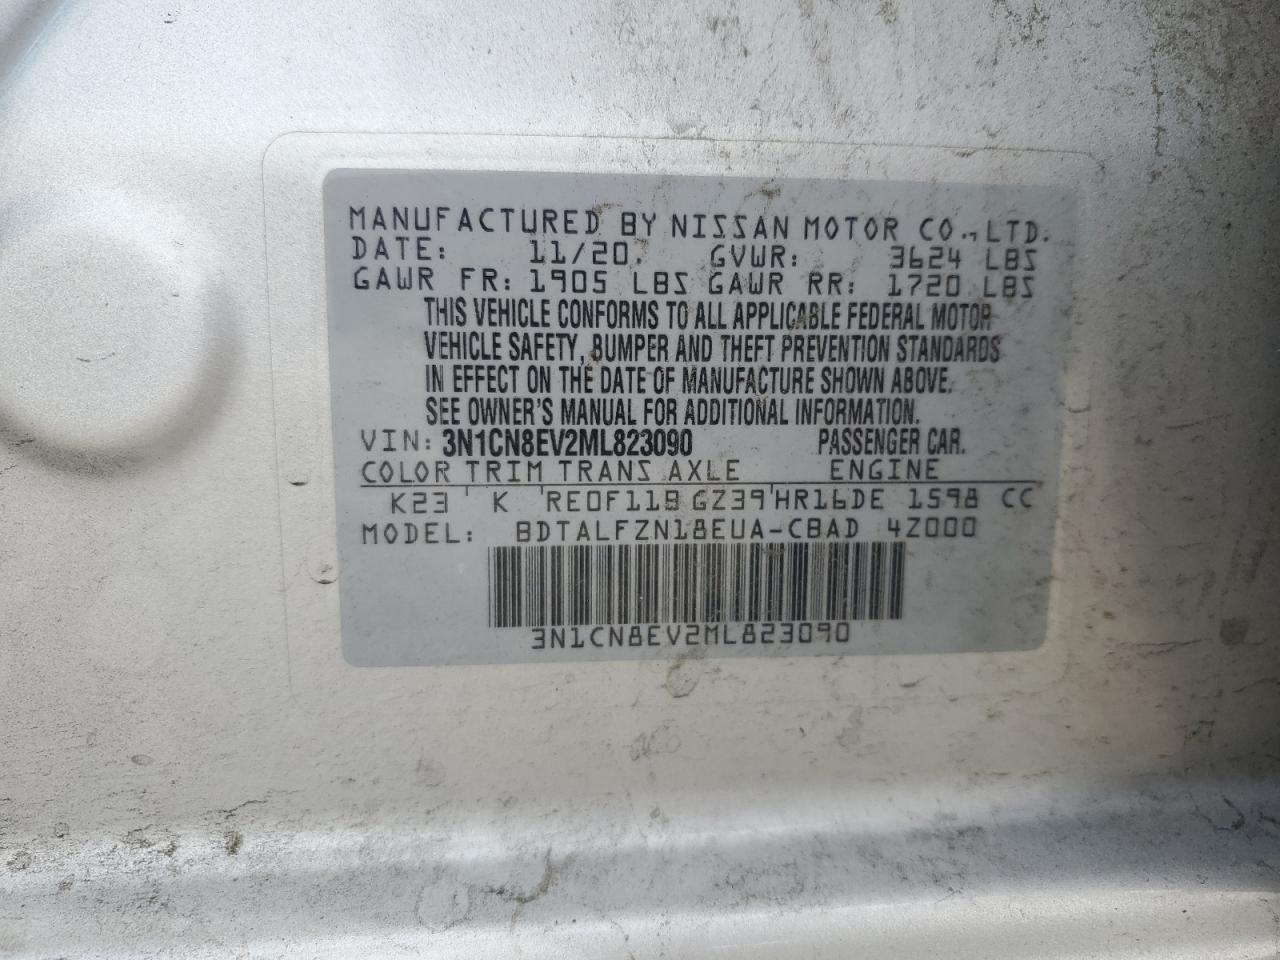 MANUFACTURED BY NISSAN MOTOR CO., LTD.
DATE: 11/20. GVWR: 3624 LBS
GAWR FR: 1905 LBS GAWR RR: 1720 LBS
THIS VEHICLE CONFORMS TO ALL APPLICABLE FEDERAL MOTOR
VEHICLE SAFETY, BUMPER AND THEFT PREVENTION STANDARDS
IN EFFECT ON THE DATE OF MANUFACTURE SHOWN ABOVE.
SEE OWNER'S MANUAL FOR ADDITIONAL INFORMATION.
VIN: 3N1CN8EV2ML823090 PASSENGER CAR.
COLOR TRIM TRANS AXLE ENGINE
K23 K RE0F11B GZ39 HR16DE 1598 CC
MODEL: BDTALFZN18EUA-CBAD 4Z000
3N1CN8EV2ML823090